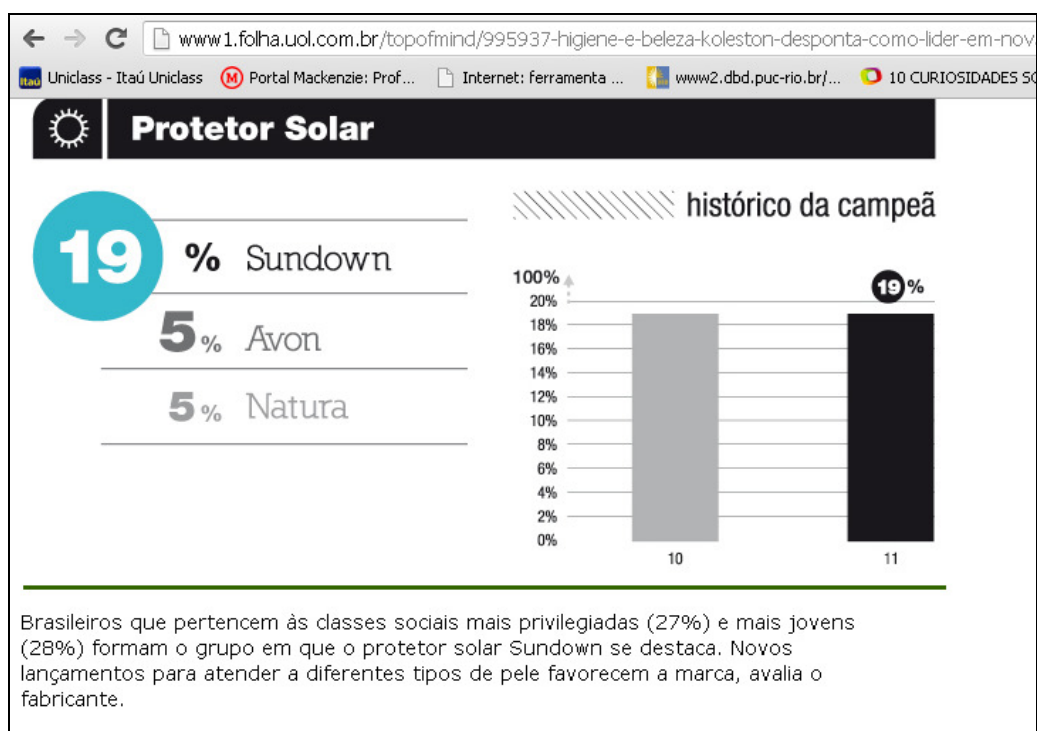 www1.folha.uol.com.br/topofmind/995937-higiene-e-beleza-koleston-desponta-como-lider-em-nov
Itaú Uniclass - Itaú Uniclass M Portal Mackenzie: Prof... Internet: ferramenta ... www2.dbd.puc-rio.br/... 10 CURIOSIDADES SO
Protetor Solar
19 % Sundown
5 % Avon
5 % Natura
histórico da campeã
100%
19 %
20%
18%
16%
14%
12%
10%
8%
6%
4%
2%
0%
10 11
Brasileiros que pertencem às classes sociais mais privilegiadas (27%) e mais jovens
(28%) formam o grupo em que o protetor solar Sundown se destaca. Novos
lançamentos para atender a diferentes tipos de pele favorecem a marca, avalia o
fabricante.